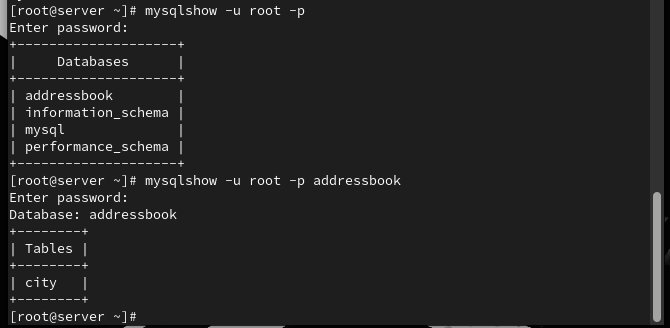 [root@server ~]# mysqlshow -u root -p
Enter password:
+--------------------+
|     Databases      |
+--------------------+
| addressbook        |
| information_schema |
| mysql              |
| performance_schema |
+--------------------+
[root@server ~]# mysqlshow -u root -p addressbook
Enter password:
Database: addressbook
+--------+
| Tables |
+--------+
| city   |
+--------+
[root@server ~]#